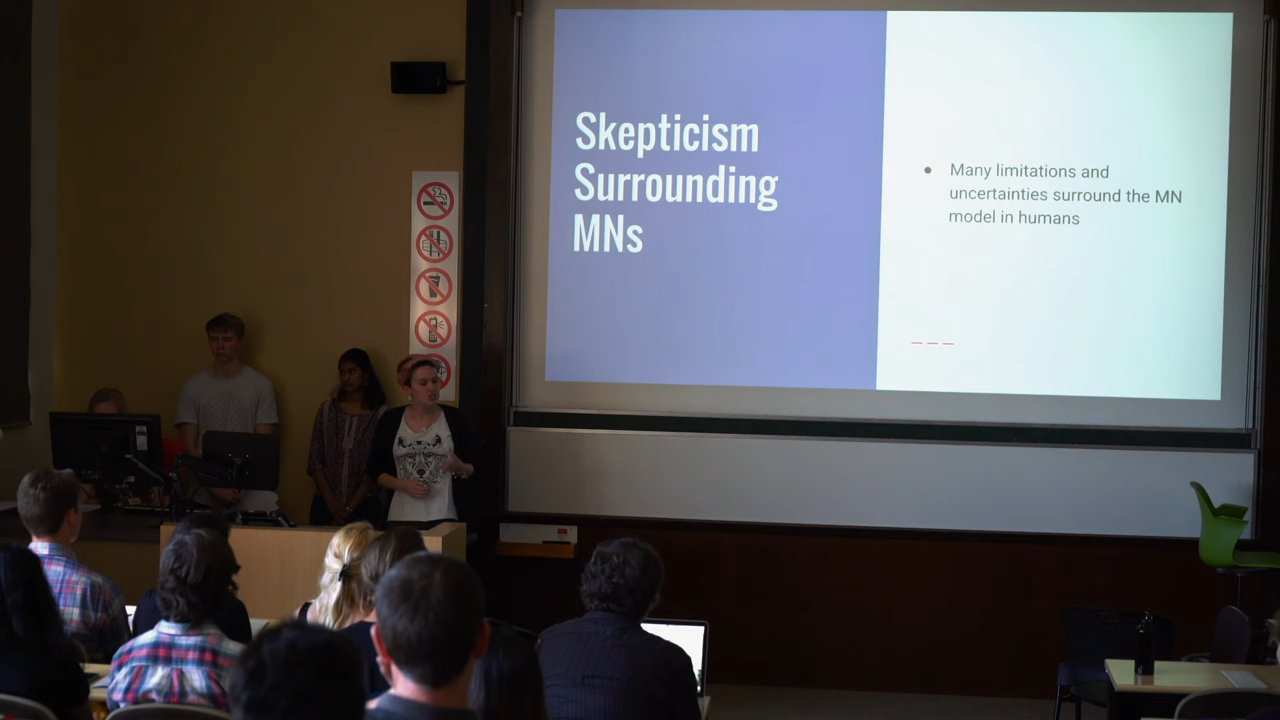 Skepticism
Surrounding
MNs
● Many limitations and
uncertainties surround the MN
model in humans